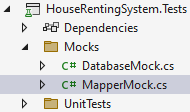 HouseRentingSystem.Tests
Dependencies
Mocks
C# DatabaseMock.cs
C# MapperMock.cs
UnitTests